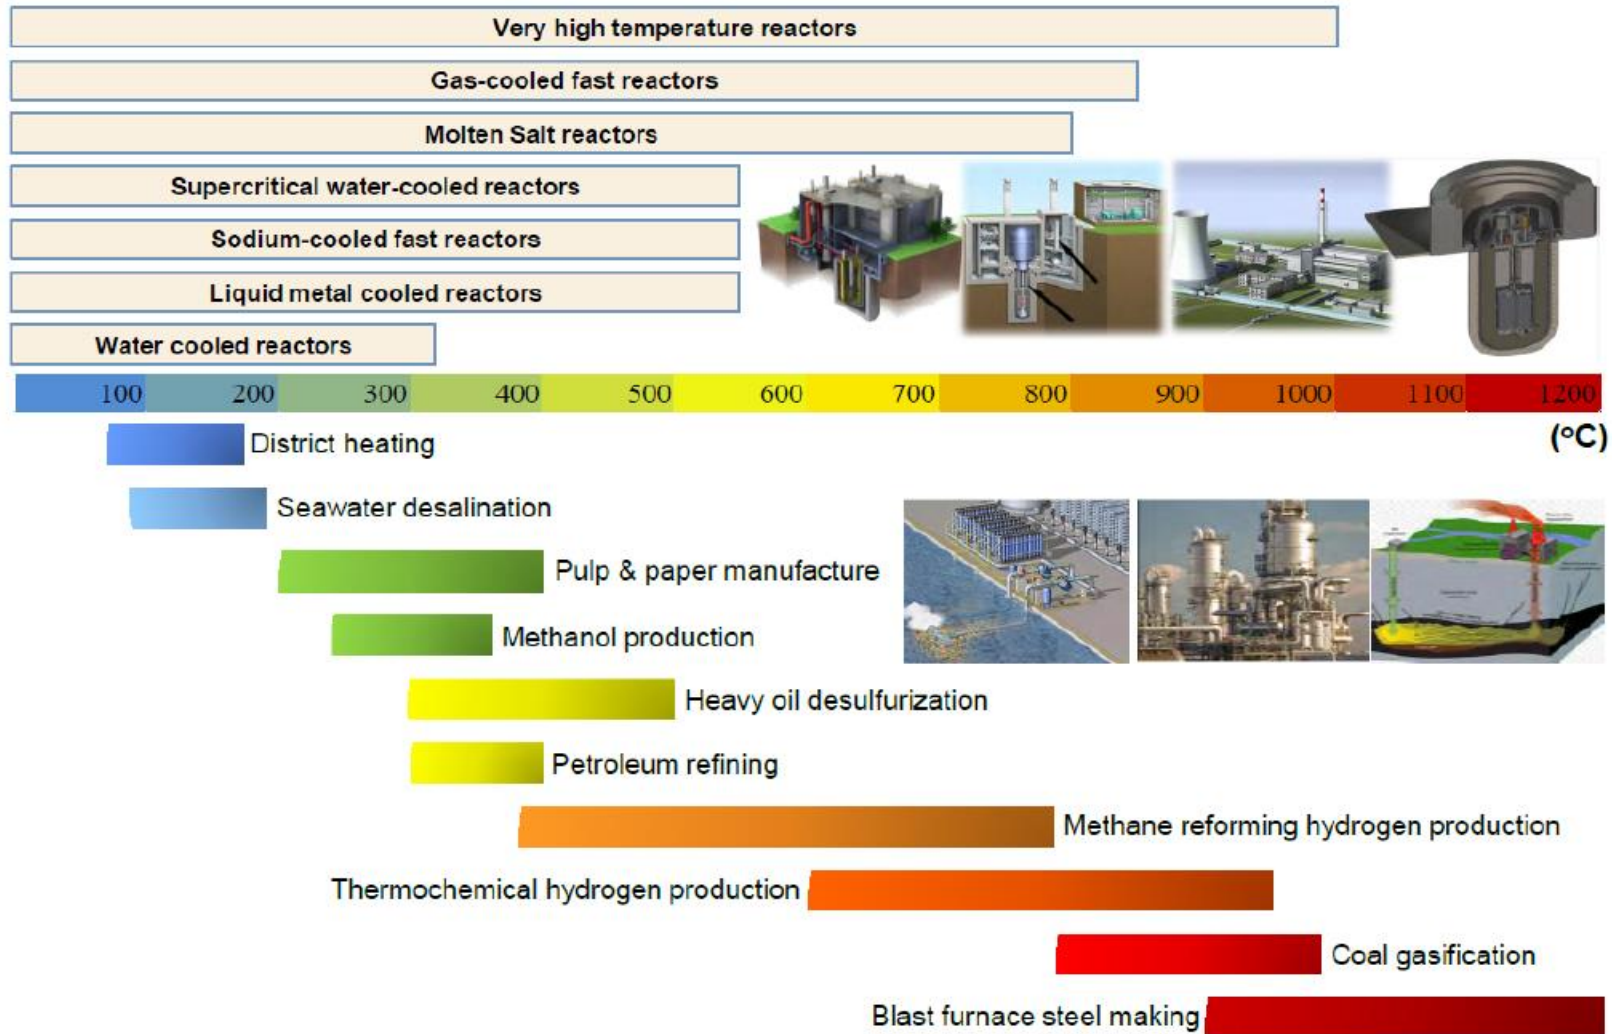 Very high temperature reactors
Gas-cooled fast reactors
Molten Salt reactors
Supercritical water-cooled reactors
Sodium-cooled fast reactors
Liquid metal cooled reactors
Water cooled reactors
100 200 300 400 500 600 700 800 900 1000 1100 1200
(°C)
District heating
Seawater desalination
Pulp & paper manufacture
Methanol production
Heavy oil desulfurization
Petroleum refining
Methane reforming hydrogen production
Thermochemical hydrogen production
Coal gasification
Blast furnace steel making